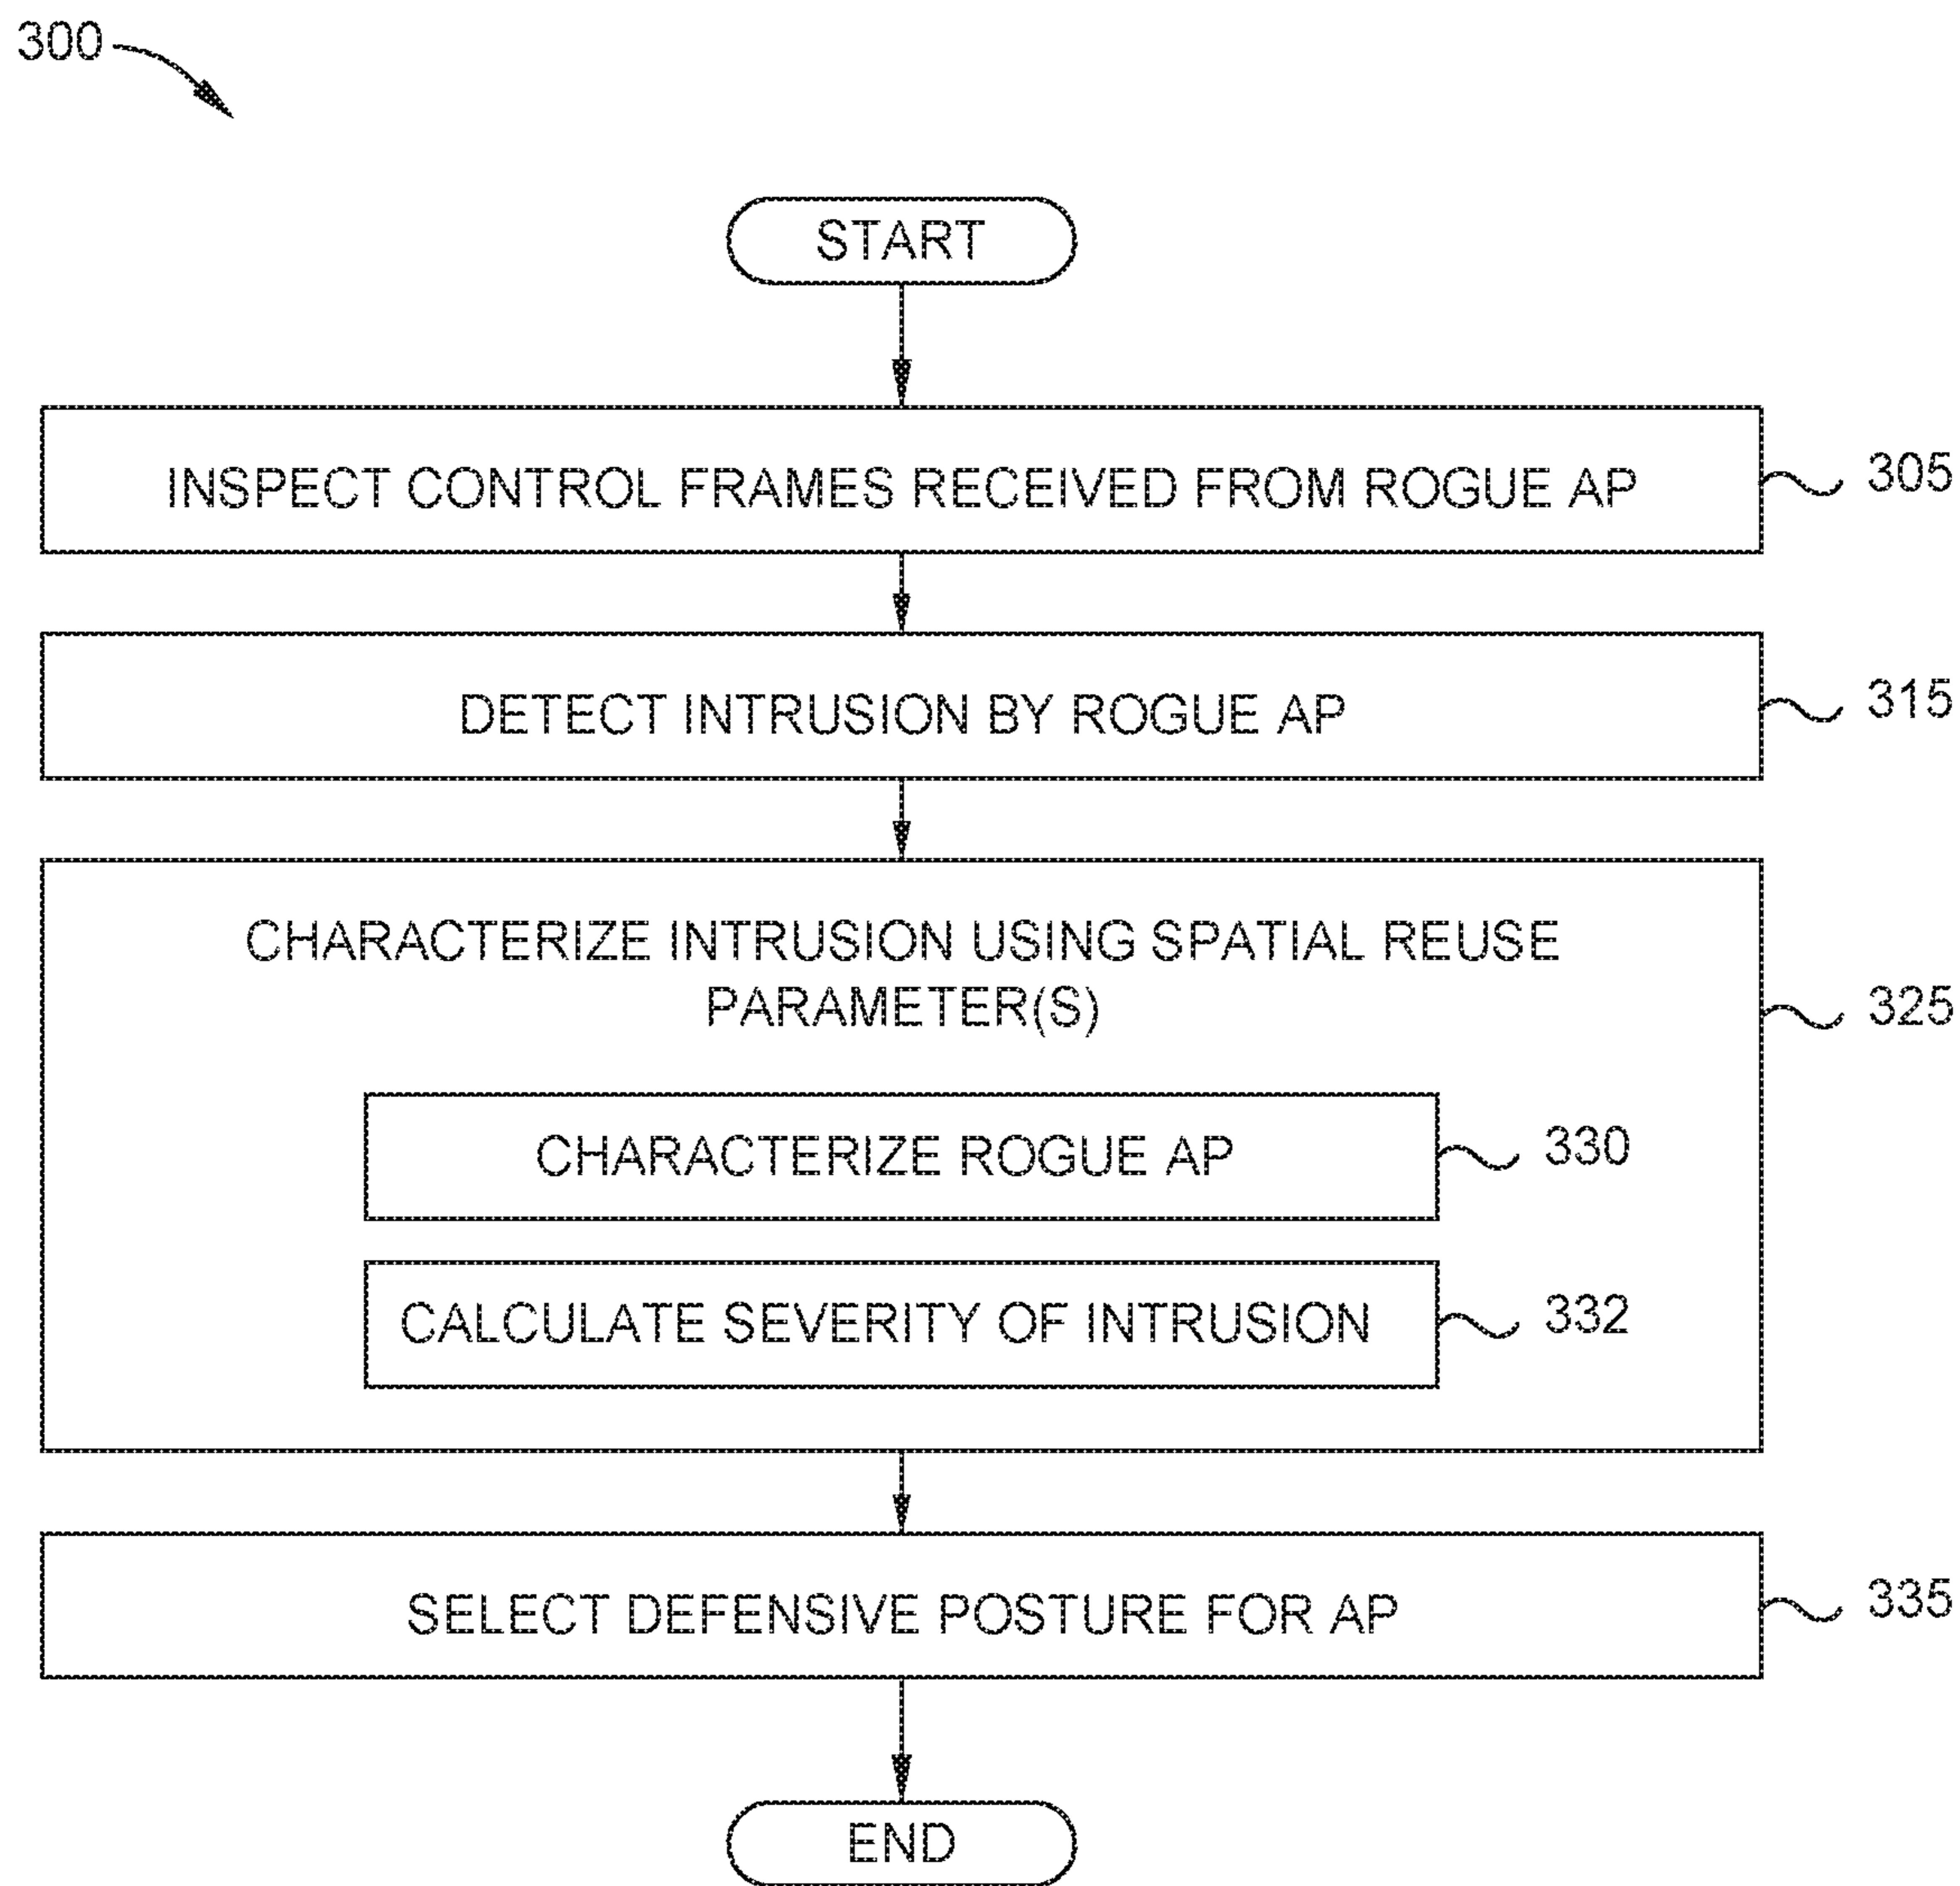 300
START
INSPECT CONTROL FRAMES RECEIVED FROM ROGUE AP
305
DETECT INTRUSION BY ROGUE AP
315
CHARACTERIZE INTRUSION USING SPATIAL REUSE
PARAMETER(S)
325
CHARACTERIZE ROGUE AP
330
CALCULATE SEVERITY OF INTRUSION
332
SELECT DEFENSIVE POSTURE FOR AP
335
END